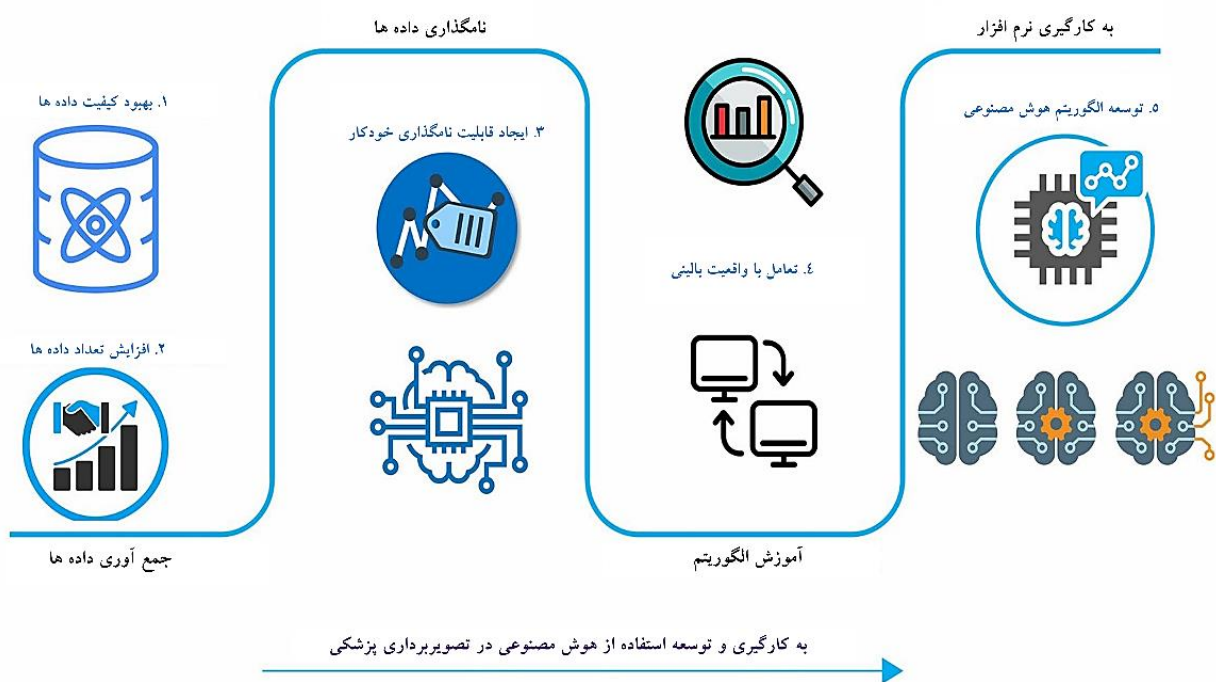 نامگذاری داده ها
به کارگیری نرم افزار
۱. بهبود کیفیت داده ها
۲. افزایش تعداد داده ها
جمع آوری داده ها
۳. ایجاد قابلیت نامگذاری خودکار
٤. تعامل با واقعیت بالینی
آموزش الگوریتم
۵. توسعه الگوریتم هوش مصنوعی
به کارگیری و توسعه استفاده از هوش مصنوعی در تصویربرداری پزشکی